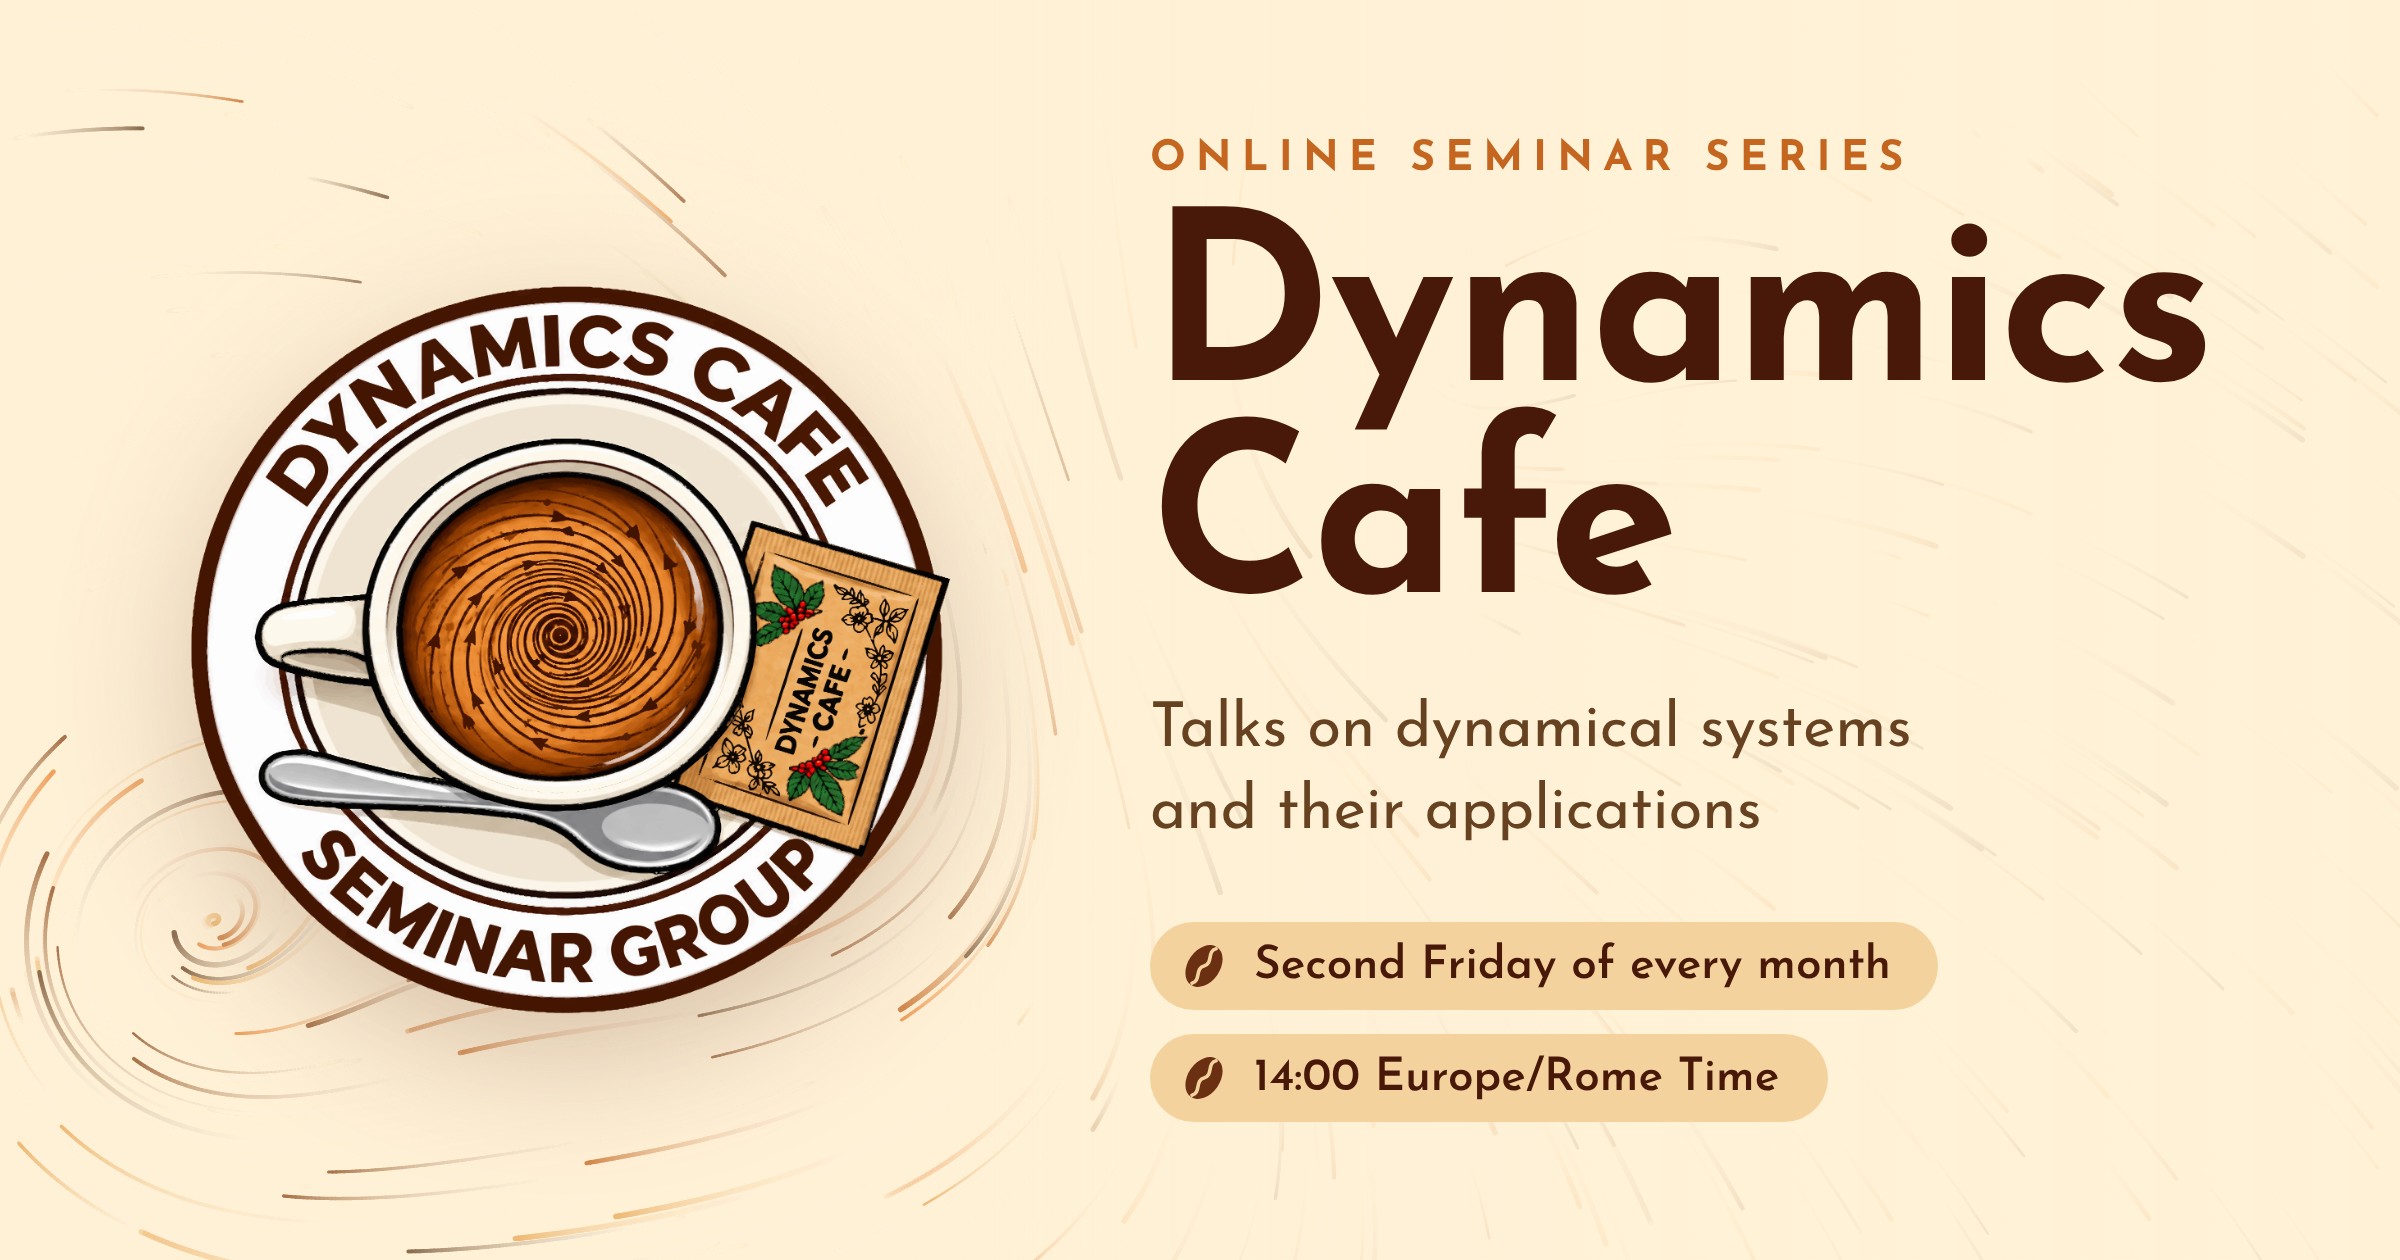 DYNAMICS CAFE
DYNAMICS
- CAFE -
SEMINAR GROUP
ONLINE SEMINAR SERIES
Dynamics
Cafe
Talks on dynamical systems
and their applications
Second Friday of every month
14:00 Europe/Rome Time